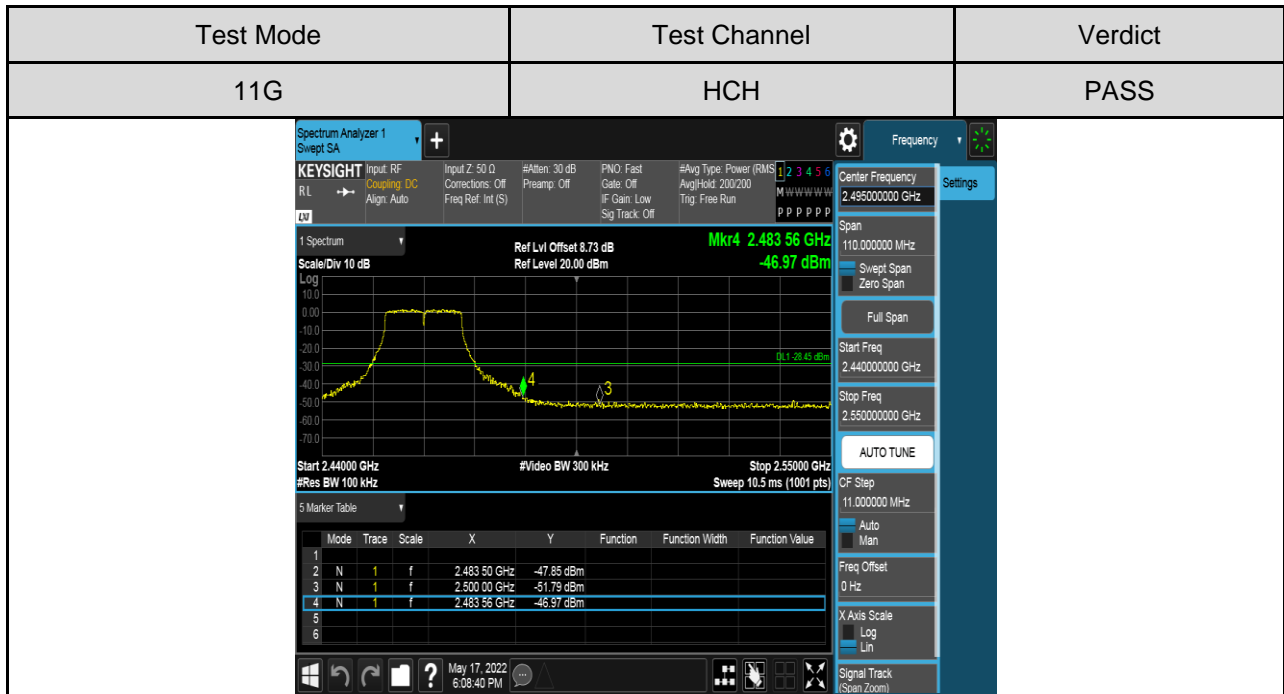 Test Mode Test Channel Verdict
11G HCH PASS
Spectrum Analyzer 1
Swept SA
+
Frequency
KEYSIGHT Input: RF Input Z: 50 Ω #Atten: 30 dB PNO: Fast #Avg Type: Power (RMS 1 2 3 4 5 6
RL Coupling: DC Corrections: Off Preamp: Off Gate: Off Avg|Hold: 200/200 M W W W W W
Align: Auto Freq Ref: Int (S) IF Gain: Low Trig: Free Run
LXI Sig Track: Off P P P P P P
Center Frequency
2.495000000 GHz
Settings
1 Spectrum
Ref Lvl Offset 8.73 dB
Mkr4 2.483 56 GHz
Scale/Div 10 dB Ref Level 20.00 dBm -46.97 dBm
Log
10.0
0.00
-10.0
-20.0
-30.0
-40.0
-50.0
-60.0
-70.0
DL1 -28.45 dBm
4
3
Start 2.44000 GHz #Video BW 300 kHz Stop 2.55000 GHz
#Res BW 100 kHz Sweep 10.5 ms (1001 pts)
Span
110.000000 MHz
Swept Span
Zero Span
Full Span
Start Freq
2.440000000 GHz
Stop Freq
2.550000000 GHz
AUTO TUNE
CF Step
11.000000 MHz
Auto
Man
Freq Offset
0 Hz
X Axis Scale
Log
Lin
Signal Track
(Span Zoom)
5 Marker Table
Mode Trace Scale X Y Function Function Width Function Value
1
2 N 1 f 2.483 50 GHz -47.85 dBm
3 N 1 f 2.500 00 GHz -51.79 dBm
4 N 1 f 2.483 56 GHz -46.97 dBm
5
6
?
May 17, 2022
6:08:40 PM